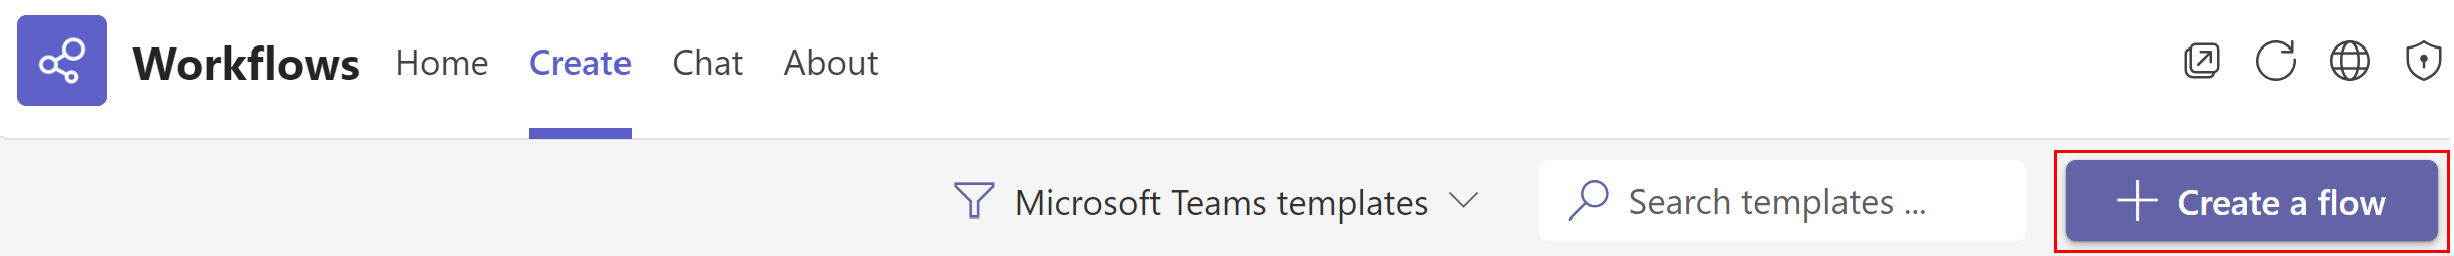 Workflows Home Create Chat About
Microsoft Teams templates Search templates ... Create a flow